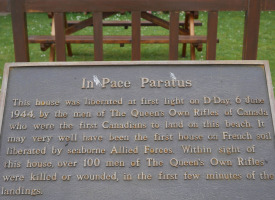 In Pace Paratus
This house was liberated at first light on D Day, 6 June
1944, by the men of The Queen's Own Rifles of Canada
who were the first Canadians to land on this beach. It
may very well have been the first house on French soil
liberated by seaborne Allied Forces. Within sight of
this house, over 100 men of The Queen's Own Rifles
were killed or wounded, in the first few minutes of the
landings.